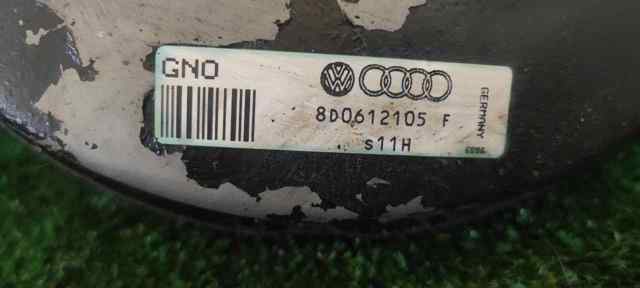 GNO
8D0612105 F
s11H
GERMANY